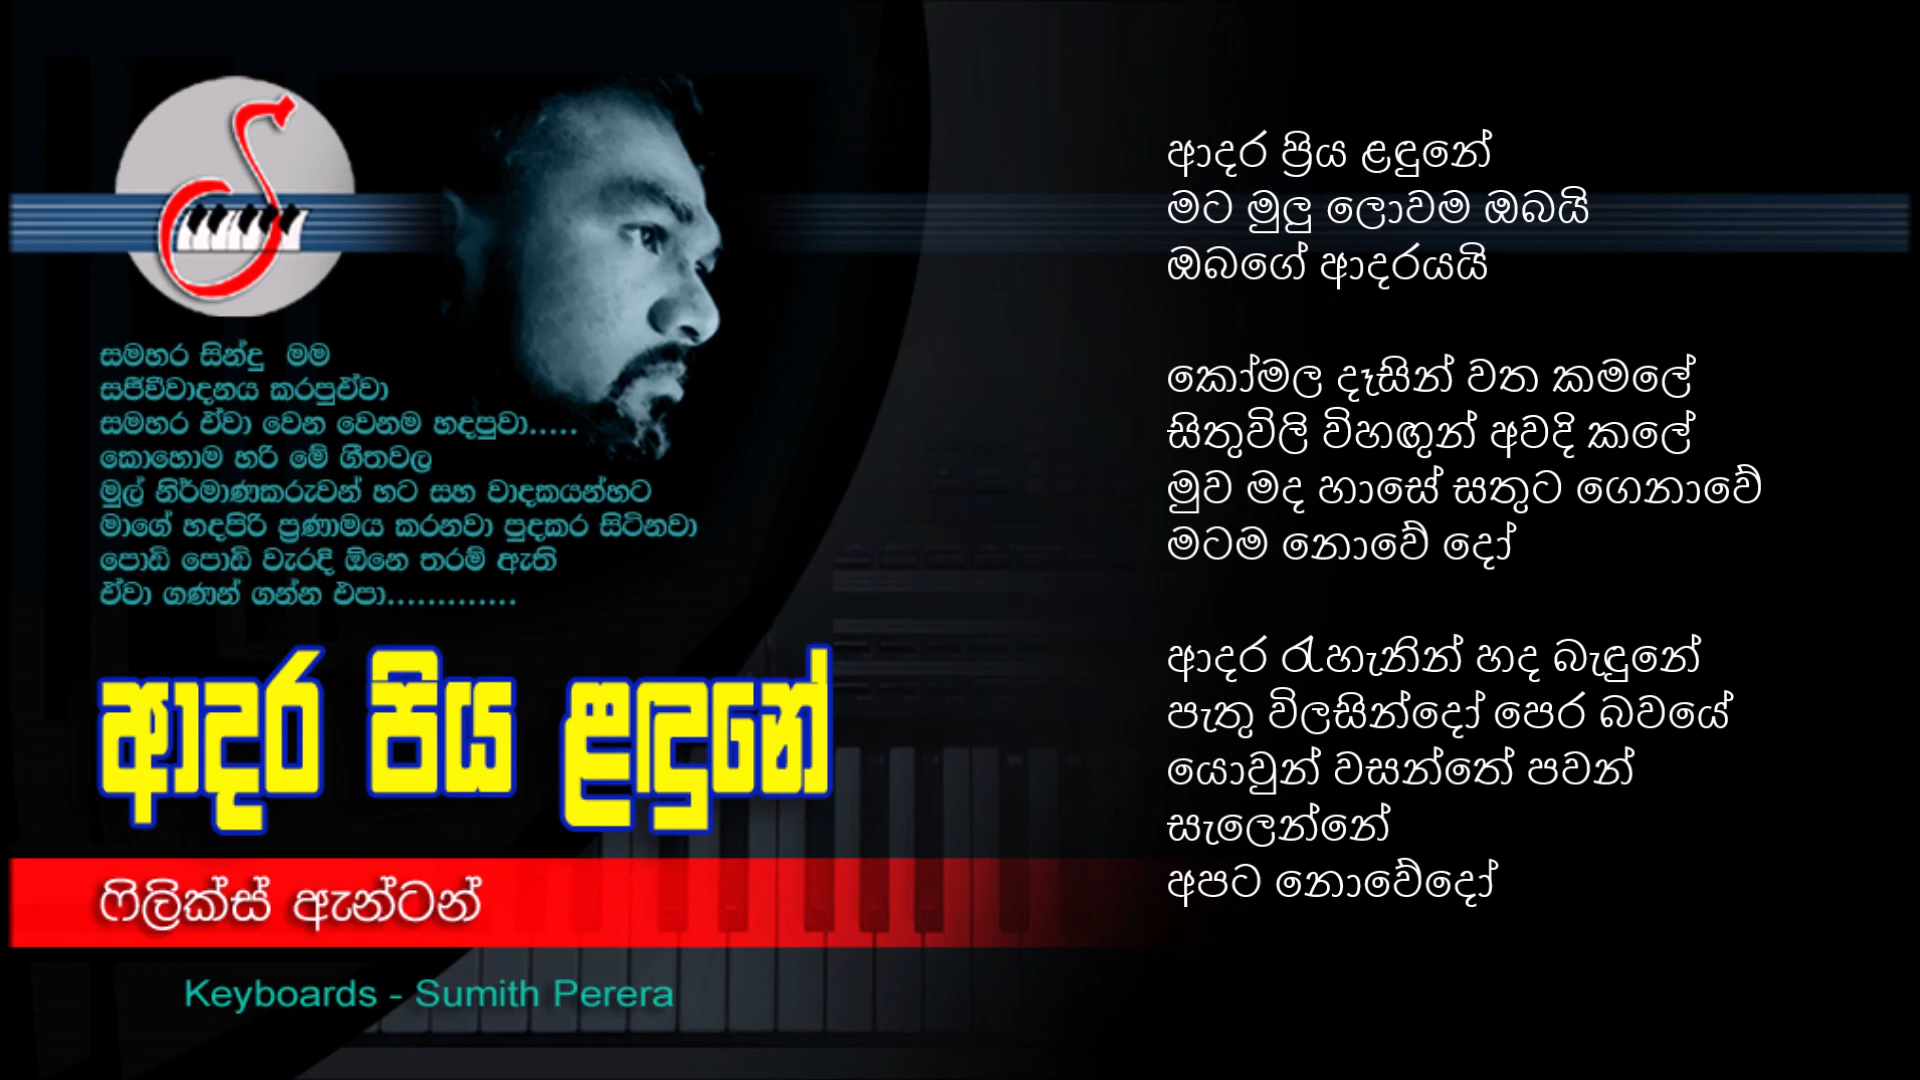 සමහර සින්දු මම
සජීවීවාදනය කරපුඒවා
සමහර ඒවා වෙන වෙනම හදපුවා.....
කොහොම හරි මේ ගීතවල
මුල් නිර්මාණකරුවන් හට සහ වාදකයන්හට
මාගේ හදපිරි ප්‍රණාමය කරනවා පුදකර සිටිනවා
පොඩි පොඩි වැරදි ඕනෙ තරම් ඇති
ඒවා ගණන් ගන්න එපා.............
ආදර පිය ළඳුනේ
ෆිලික්ස් ඇන්ටන්
Keyboards - Sumith Perera
ආදර ප්‍රිය ළඳුනේ
මට මුලු ලොවම ඔබයි
ඔබගේ ආදරයයි
කෝමල දෑසින් වත කමලේ
සිතුවිලි විහඟුන් අවදි කලේ
මුව මද හාසේ සතුට ගෙනාවේ
මටම නොවේ දෝ
ආදර රැහැනින් හද බැඳුනේ
පැතු විලසින්දෝ පෙර බවයේ
යොවුන් වසන්තේ පවන්
සැලෙන්නේ
අපට නොවේදෝ